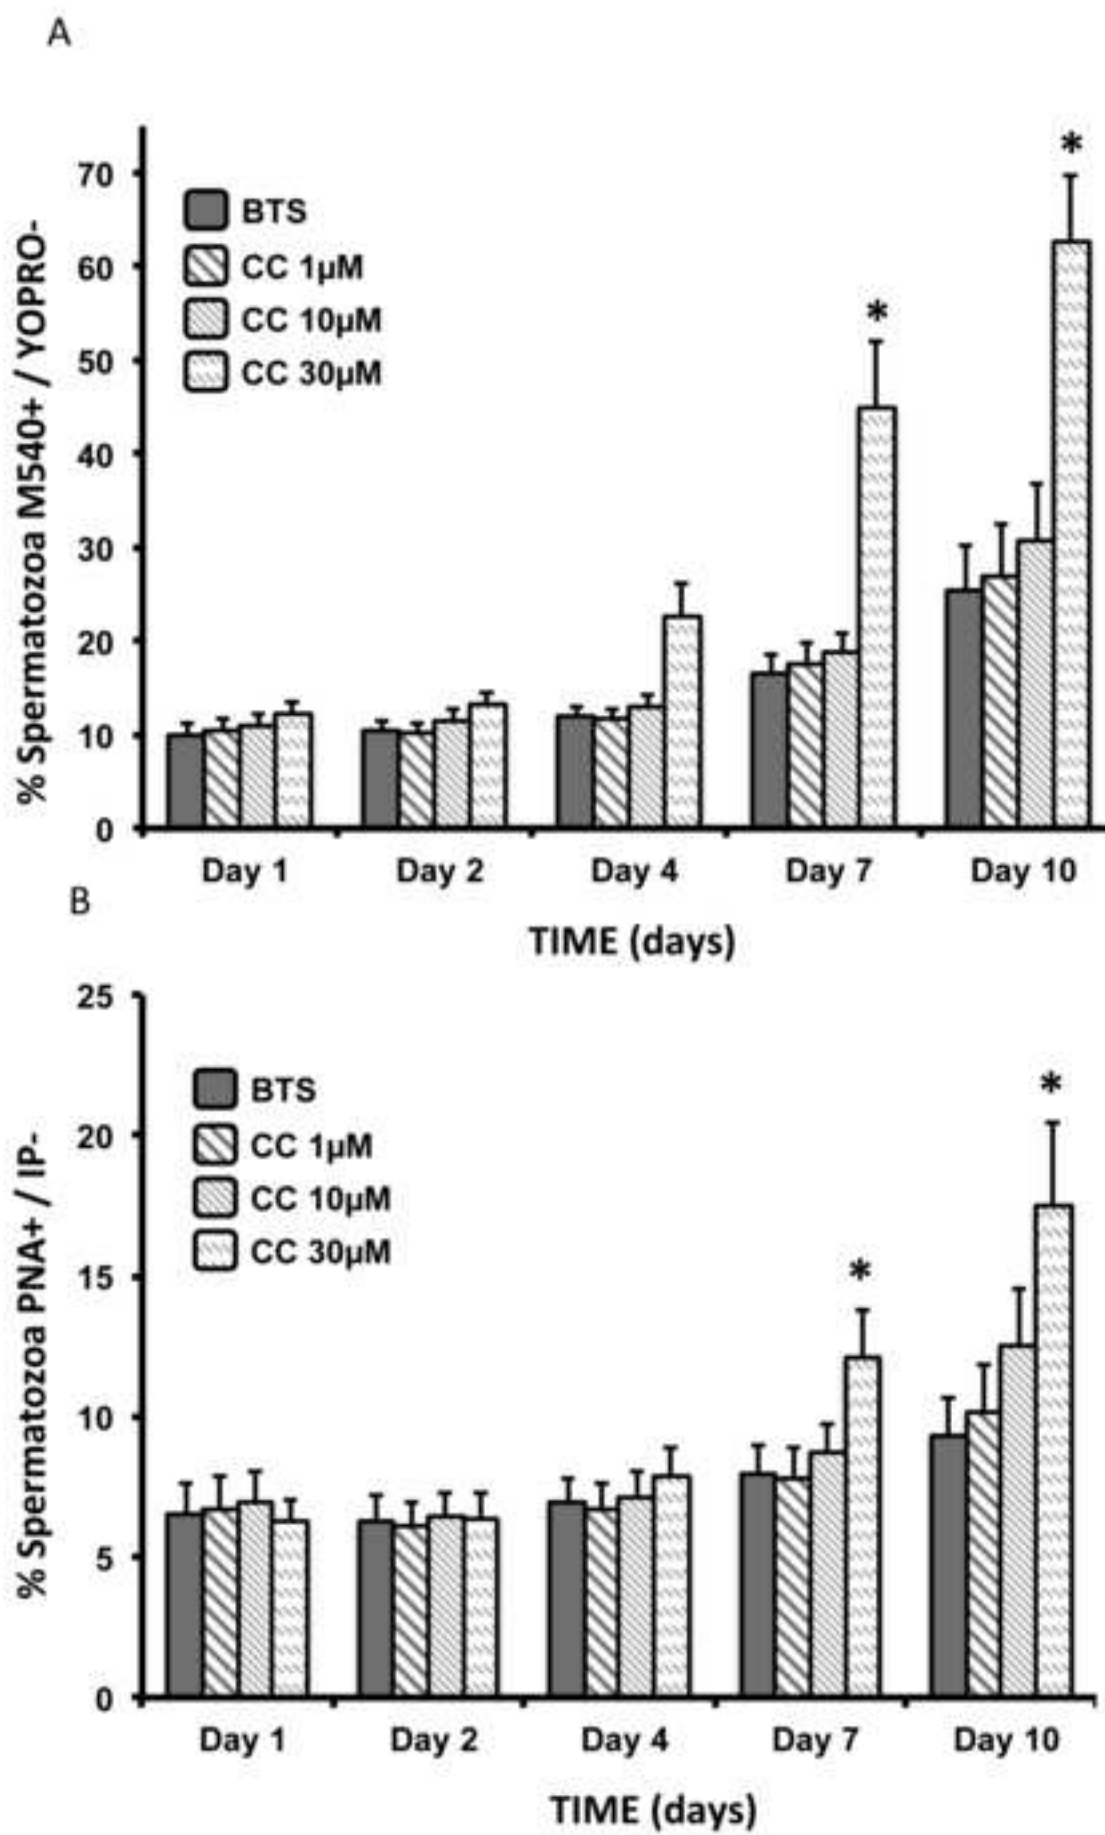 A
% Spermatozoa M540+ / YOPRO-
70
60
50
40
30
20
10
0
BTS
CC 1µM
CC 10µM
CC 30µM
*
*
Day 1 Day 2 Day 4 Day 7 Day 10
TIME (days)
B
% Spermatozoa PNA+ / IP-
25
20
15
10
5
0
BTS
CC 1µM
CC 10µM
CC 30µM
*
*
Day 1 Day 2 Day 4 Day 7 Day 10
TIME (days)